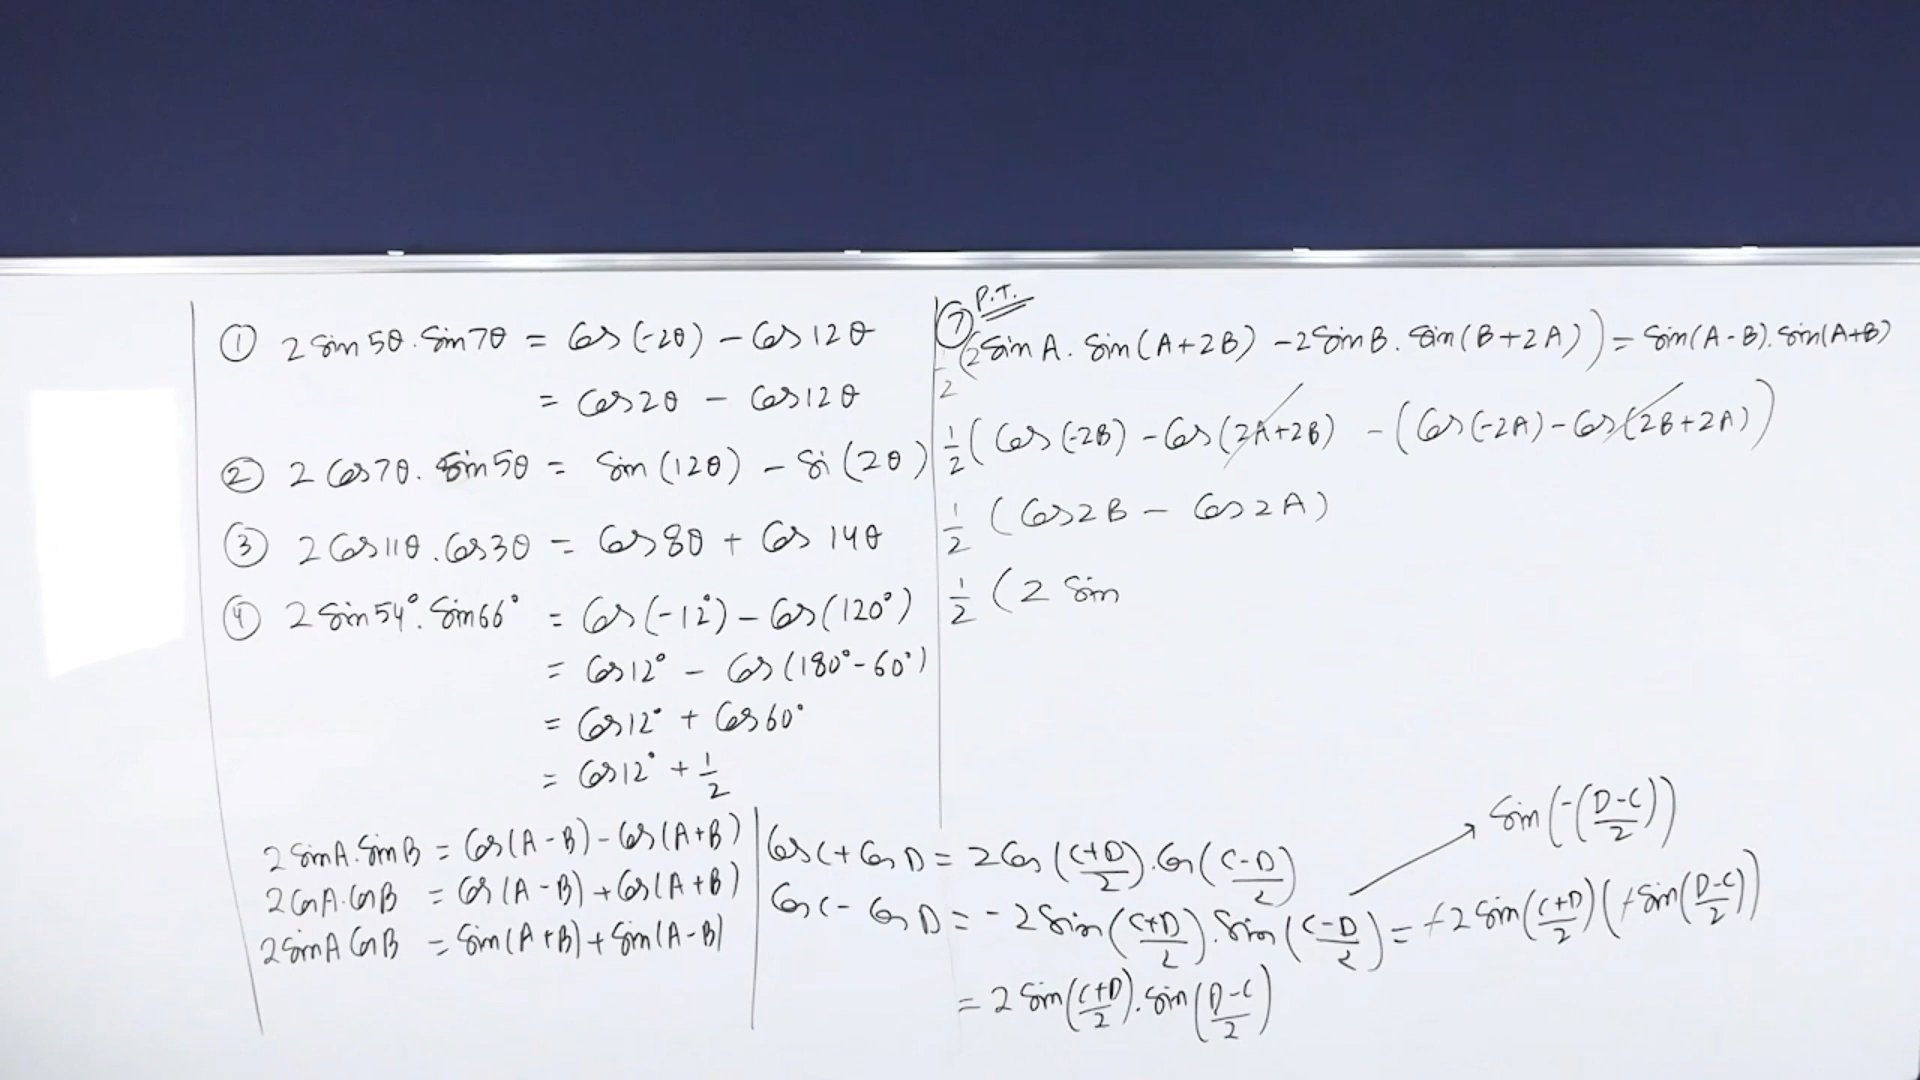 ① 2 Sin 5θ . Sin 7θ = Cos (-2θ) - Cos 12θ
= Cos 2θ - Cos 12θ
② 2 Cos 7θ . Sin 5θ = Sin (12θ) - Si (2θ)
③ 2 Cos 11θ . Cos 3θ = Cos 8θ + Cos 14θ
④ 2 Sin 54° . Sin 66° = Cos (-12°) - Cos (120°)
= Cos 12° - Cos (180° - 60°)
= Cos 12° + Cos 60°
= Cos 12° + 1/2
2 Sin A . Sin B = Cos (A - B) - Cos (A + B)
2 Cos A . Cos B = Cos (A - B) + Cos (A + B)
2 Sin A Cos B = Sin (A + B) + Sin (A - B)
⑦ P.T.
1/2 (2 Sin A . Sin (A + 2B) - 2 Sin B . Sin (B + 2A)) = Sin (A - B) . Sin (A + B)
1/2 (Cos (-2B) - Cos (2A + 2B) - (Cos (-2A) - Cos (2B + 2A))
1/2 (Cos 2B - Cos 2A)
1/2 (2 Sin
Cos C + Cos D = 2 Cos ((C+D)/2) . Cos ((C-D)/2)
Sin (-((D-C)/2))
Cos C - Cos D = - 2 Sin ((C+D)/2) . Sin ((C-D)/2) = + 2 Sin ((C+D)/2) (+ Sin ((D-C)/2))
= 2 Sin ((C+D)/2) . Sin ((D-C)/2)